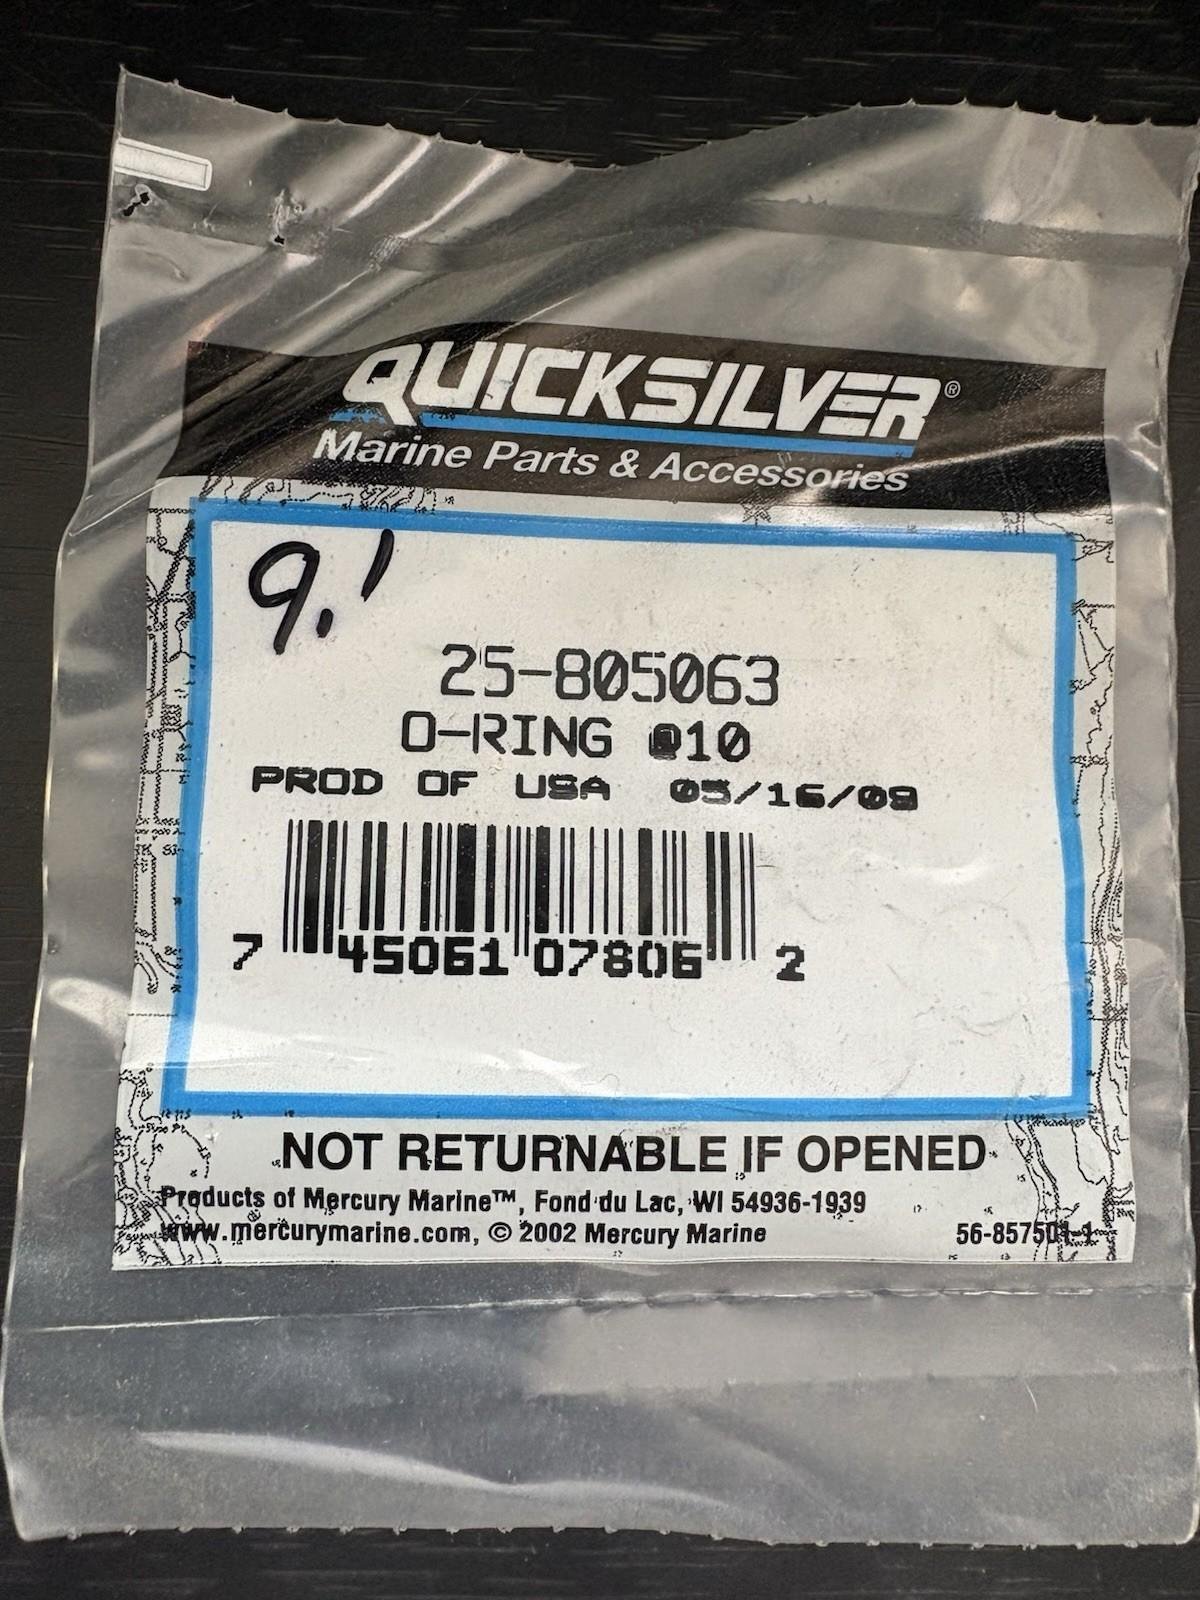 QUICKSILVER®
Marine Parts & Accessories
9.'
25-805063
O-RING @10
PROD OF USA 05/16/08
7 45061 07806 2
NOT RETURNABLE IF OPENED
Products of Mercury Marine™, Fond du Lac, WI 54936-1939
www.mercurymarine.com, © 2002 Mercury Marine
56-857501-1